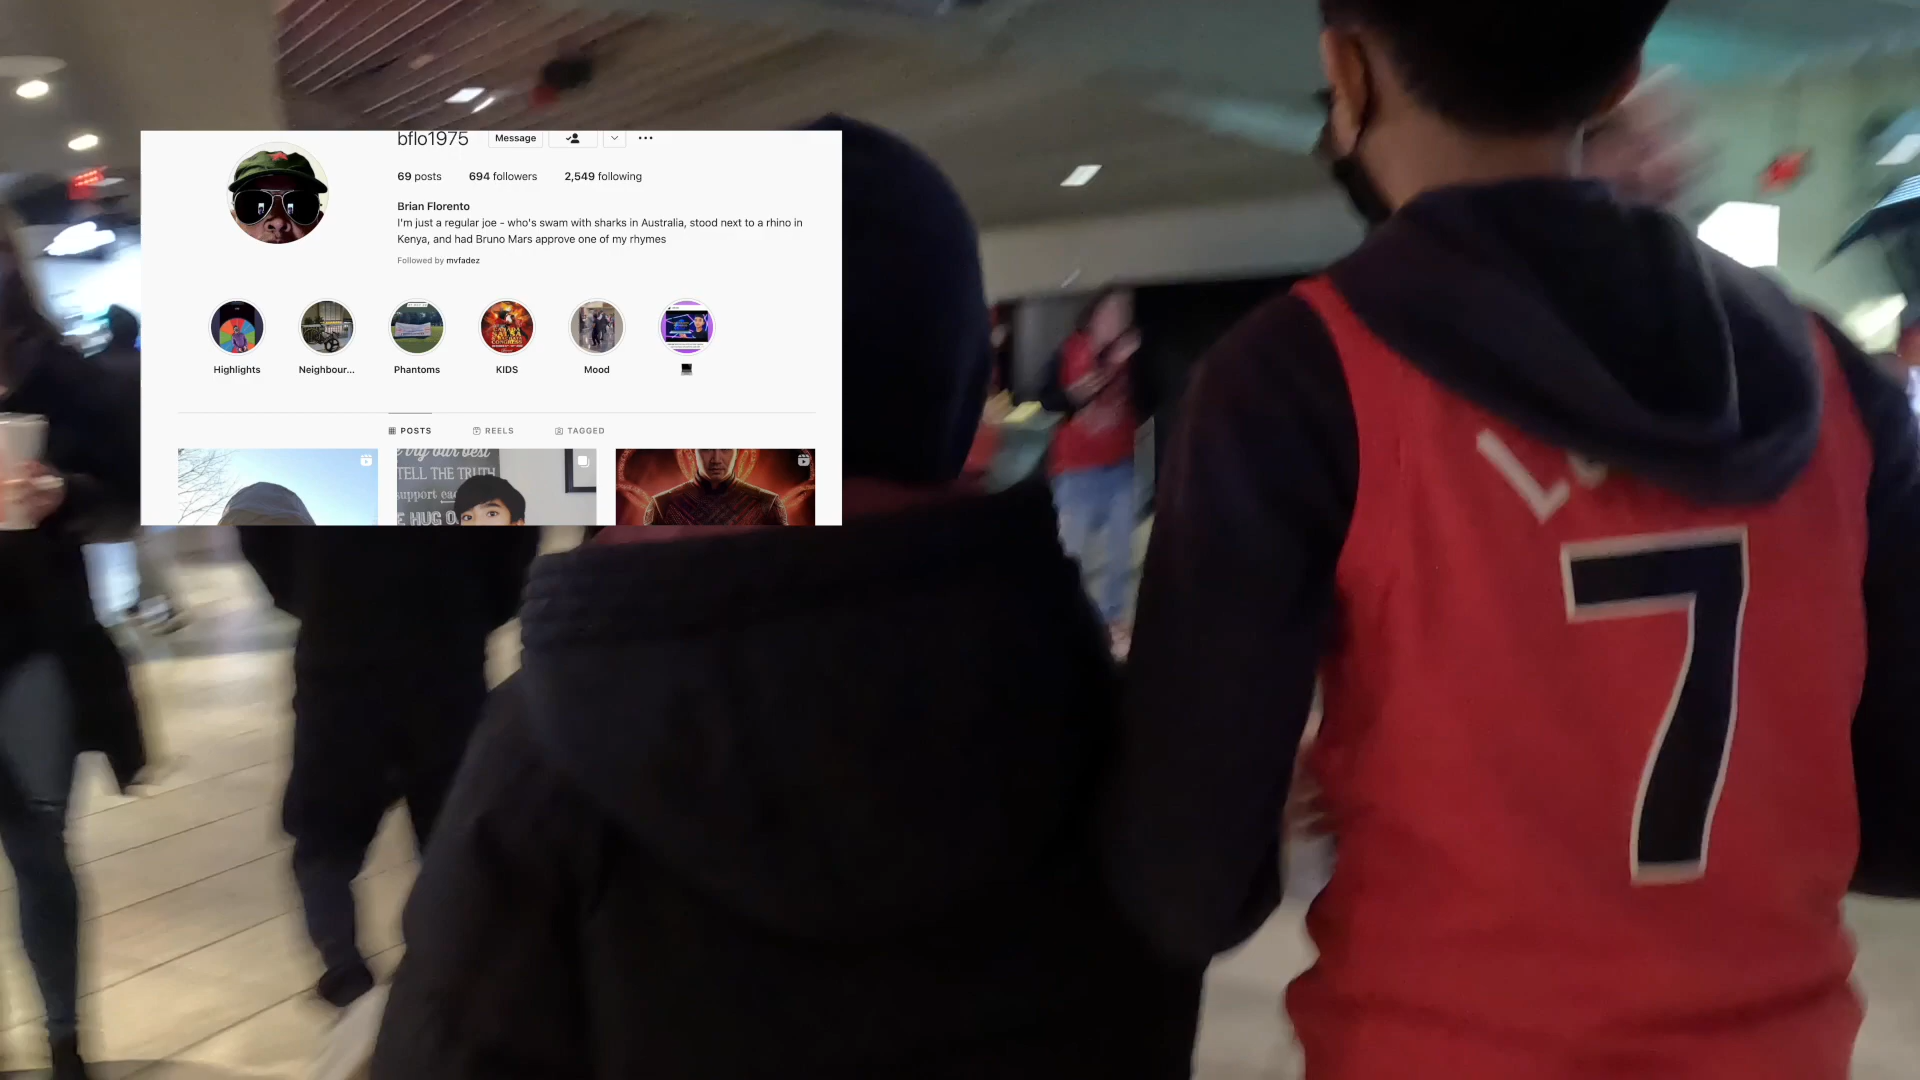 bflo1975 Message
69 posts 694 followers 2,549 following
Brian Florento
I'm just a regular joe - who's swam with sharks in Australia, stood next to a rhino in
Kenya, and had Bruno Mars approve one of my rhymes
Followed by mvfadez
Highlights Neighbour... Phantoms KIDS Mood
POSTS REELS TAGGED
TELL THE TRUTH
support
HUG
7